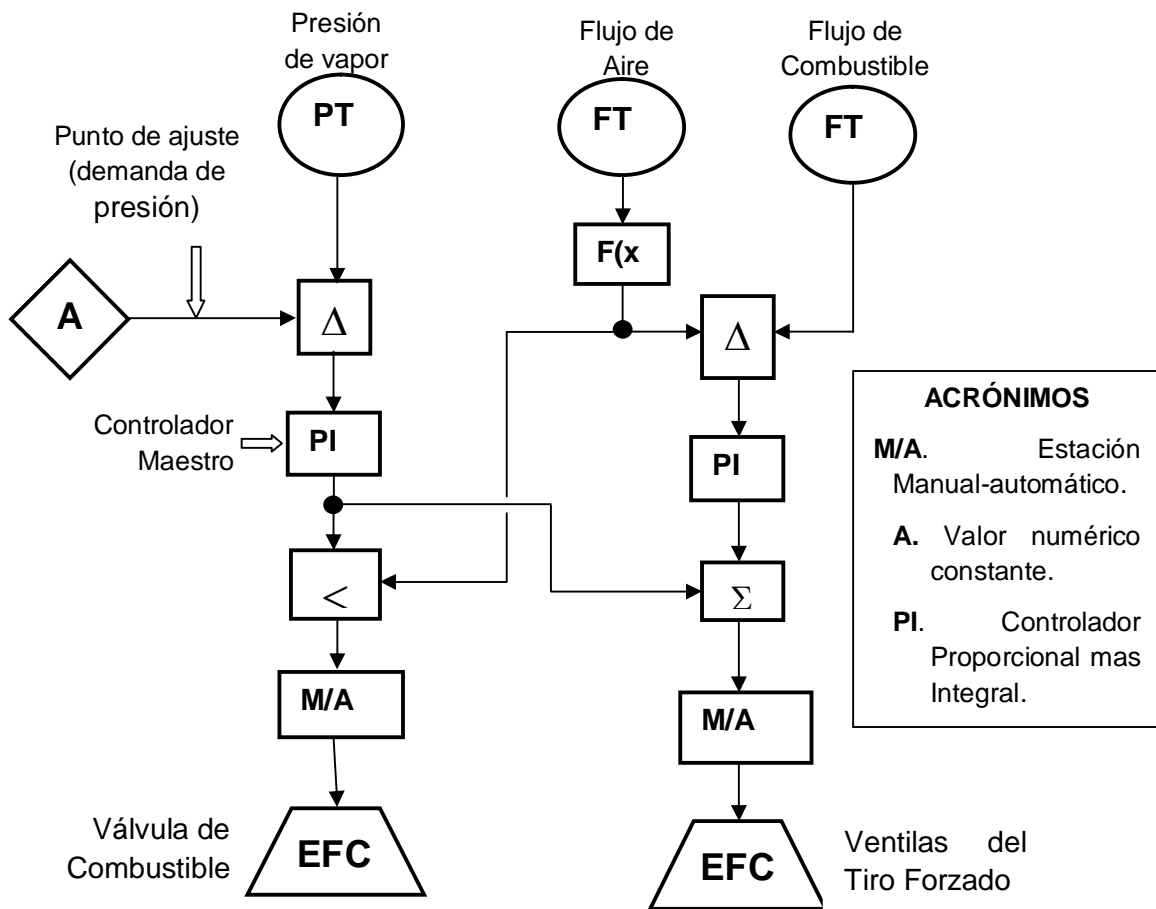 Presión
de vapor
Flujo de
Aire
Flujo de
Combustible
PT
FT
FT
Punto de ajuste
(demanda de
presión)
F(x
A
Δ
Δ
Controlador
Maestro
PI
PI
<
Σ
M/A
M/A
Válvula de
Combustible
EFC
EFC
Ventilas del
Tiro Forzado
ACRÓNIMOS
M/A. Estación
Manual-automático.
A. Valor numérico
constante.
PI. Controlador
Proporcional mas
Integral.